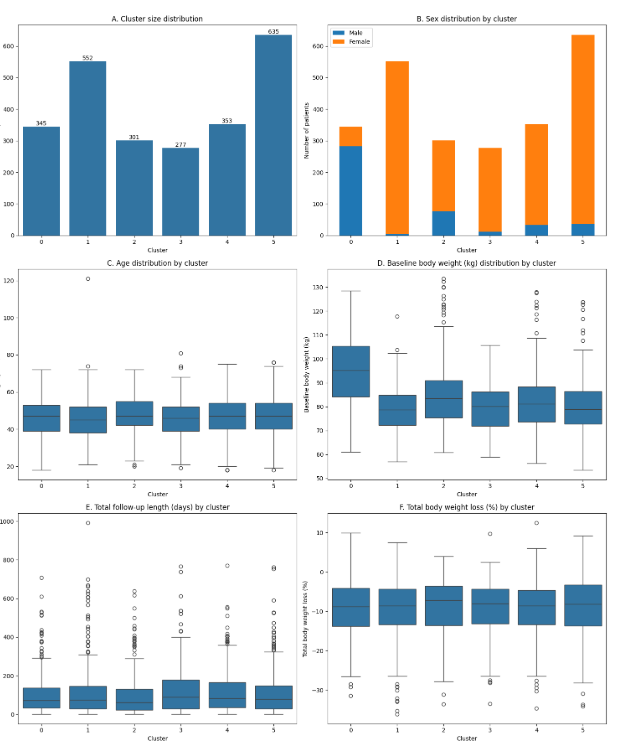 A. Cluster size distribution
600
500
400
300
200
100
0
345
552
301
277
353
635
0 1 2 3 4 5
Cluster
B. Sex distribution by cluster
Male
Female
Number of patients
600
500
400
300
200
100
0
0 1 2 3 4 5
Cluster
C. Age distribution by cluster
120
100
80
60
40
20
0 1 2 3 4 5
Cluster
D. Baseline body weight (kg) distribution by cluster
Baseline body weight (kg)
130
120
110
100
90
80
70
60
50
0 1 2 3 4 5
Cluster
E. Total follow-up length (days) by cluster
1000
800
600
400
200
0
0 1 2 3 4 5
Cluster
F. Total body weight loss (%) by cluster
Total body weight loss (%)
10
0
−10
−20
−30
0 1 2 3 4 5
Cluster